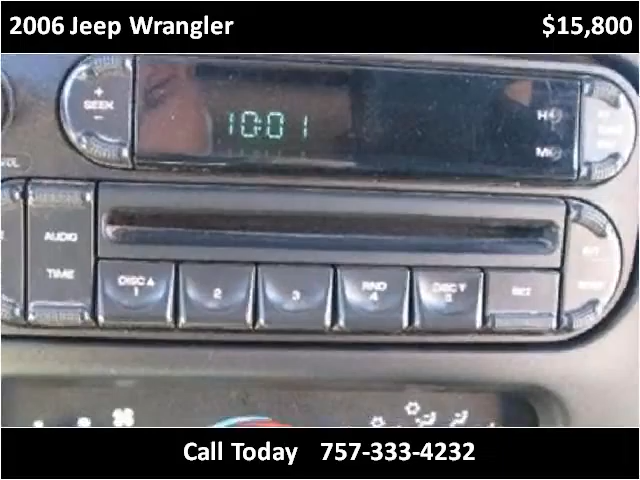 2006 Jeep Wrangler $15,800
+
SEEK
-
10:01
AUDIO
TIME
DISC ▲ 1
2
3
RND 4
DISC ▼ 5
SET
Call Today 757-333-4232